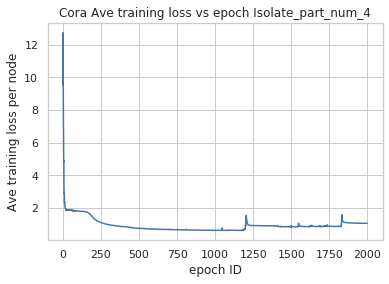 Cora Ave training loss vs epoch Isolate_part_num_4
Ave training loss per node
12
10
8
6
4
2
0 250 500 750 1000 1250 1500 1750 2000
epoch ID